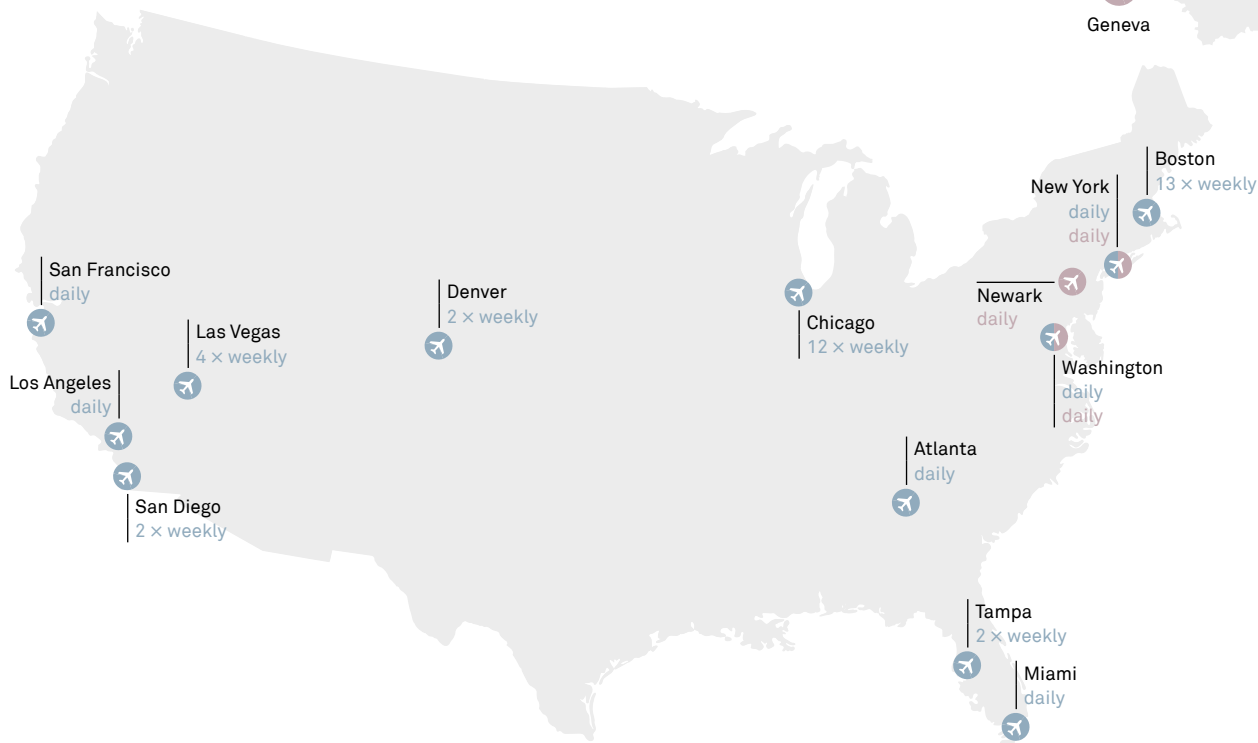 Geneva
Boston
13 × weekly
New York
daily
daily
San Francisco
daily
Denver
2 × weekly
Newark
daily
Las Vegas
4 × weekly
Chicago
12 × weekly
Los Angeles
daily
Washington
daily
daily
Atlanta
daily
San Diego
2 × weekly
Tampa
2 × weekly
Miami
daily